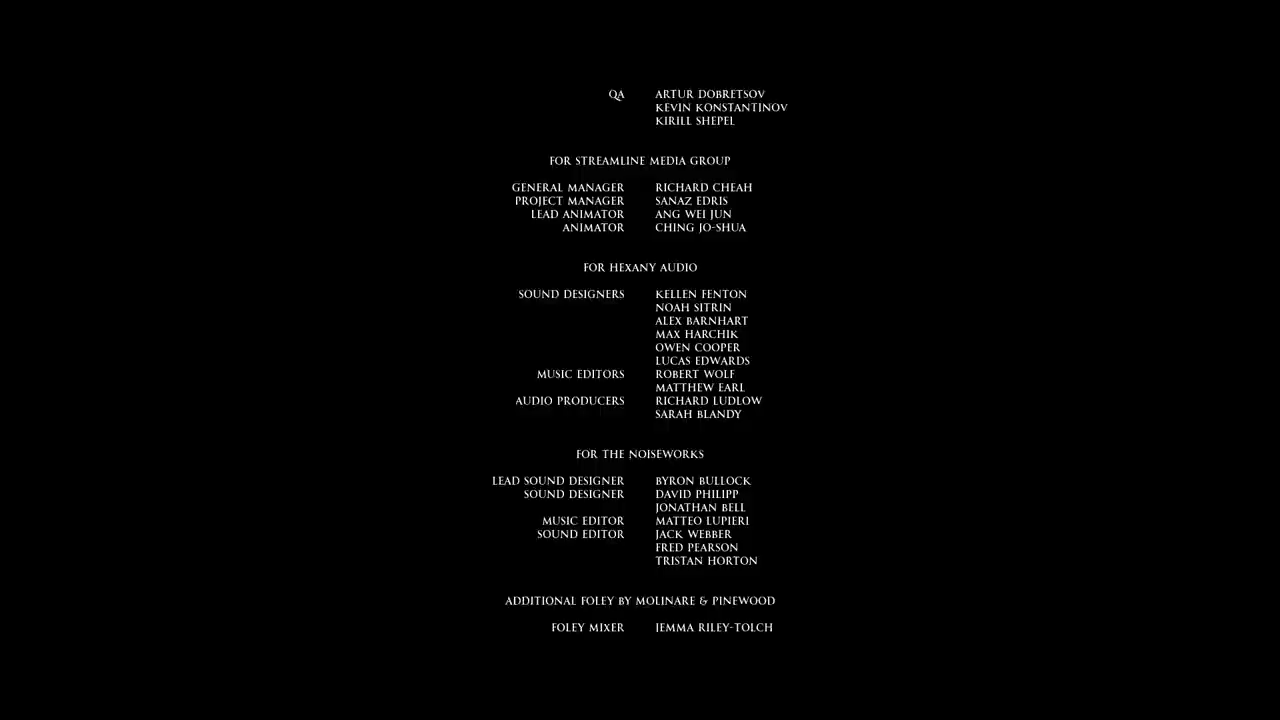 QA ARTUR DOBRETSOV
KEVIN KONSTANTINOV
KIRILL SHEPEL
FOR STREAMLINE MEDIA GROUP
GENERAL MANAGER RICHARD CHEAH
PROJECT MANAGER SANAZ EDRIS
LEAD ANIMATOR ANG WEI JUN
ANIMATOR CHING JO-SHUA
FOR HEXANY AUDIO
SOUND DESIGNERS KELLEN FENTON
NOAH SITRIN
ALEX BARNHART
MAX HARCHIK
OWEN COOPER
LUCAS EDWARDS
MUSIC EDITORS ROBERT WOLF
MATTHEW EARL
AUDIO PRODUCERS RICHARD LUDLOW
SARAH BLANDY
FOR THE NOISEWORKS
LEAD SOUND DESIGNER BYRON BULLOCK
SOUND DESIGNER DAVID PHILIPP
JONATHAN BELL
MUSIC EDITOR MATTEO LUPIERI
SOUND EDITOR JACK WEBBER
FRED PEARSON
TRISTAN HORTON
ADDITIONAL FOLEY BY MOLINARE & PINEWOOD
FOLEY MIXER JEMMA RILEY-TOLCH